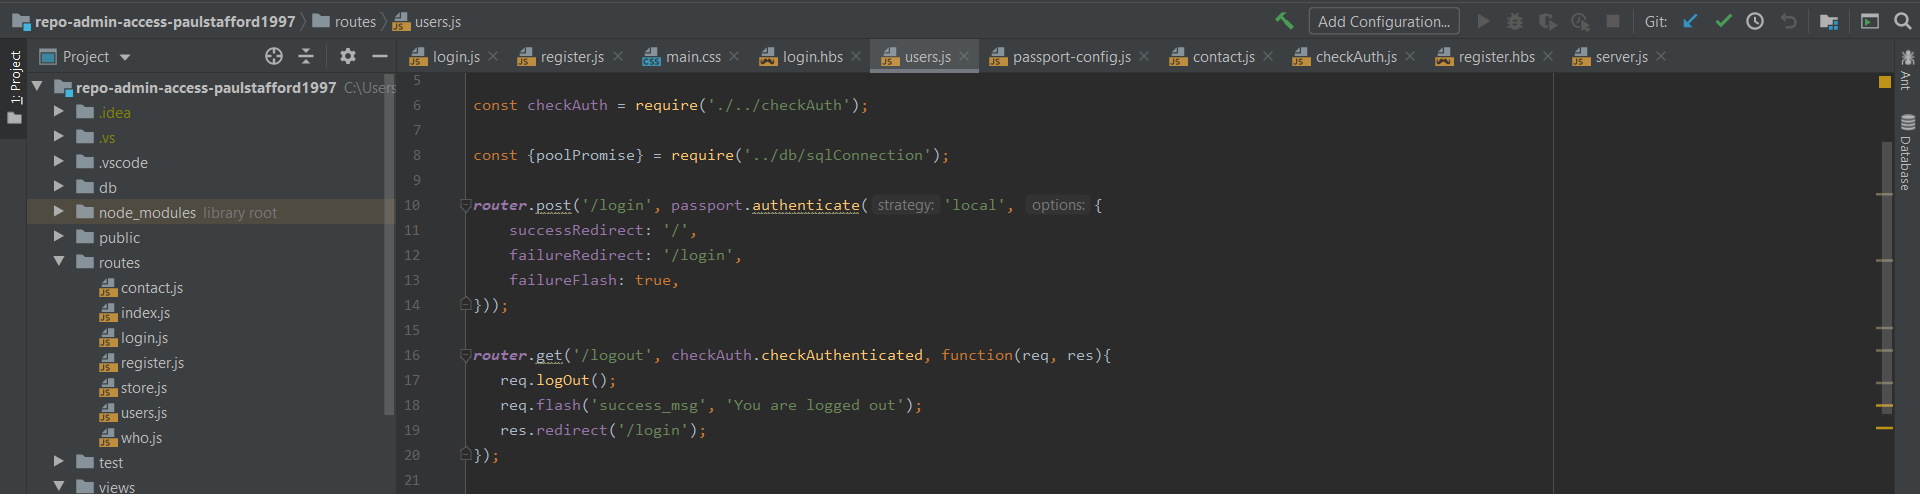 repo-admin-access-paulstafford1997 routes users.js Add Configuration... Git:
Project login.js register.js main.css login.hbs users.js passport-config.js contact.js checkAuth.js register.hbs server.js
1: Project
repo-admin-access-paulstafford1997 C:\Users
.idea
.vs
.vscode
db
node_modules library root
public
routes
contact.js
index.js
login.js
register.js
store.js
users.js
who.js
test
views
5
6 const checkAuth = require('./../checkAuth');
7
8 const {poolPromise} = require('../db/sqlConnection');
9
10 router.post('/login', passport.authenticate( strategy: 'local', options: {
11 successRedirect: '/',
12 failureRedirect: '/login',
13 failureFlash: true,
14 }));
15
16 router.get('/logout', checkAuth.checkAuthenticated, function(req, res){
17 req.logOut();
18 req.flash('success_msg', 'You are logged out');
19 res.redirect('/login');
20 });
21
Ant
Database